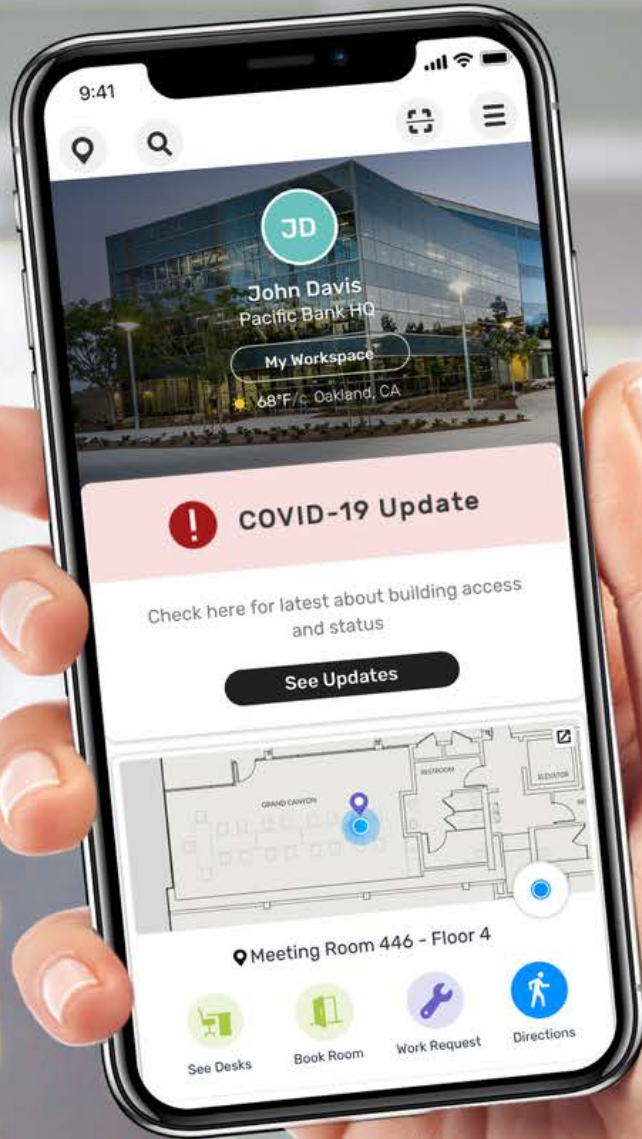 9:41
JD
John Davis
Pacific Bank HQ
My Workspace
68°F/c Oakland, CA
COVID-19 Update
Check here for latest about building access
and status
See Updates
RESTROOM
ELEVATOR
GRAND CANYON
Meeting Room 446 - Floor 4
See Desks
Book Room
Work Request
Directions